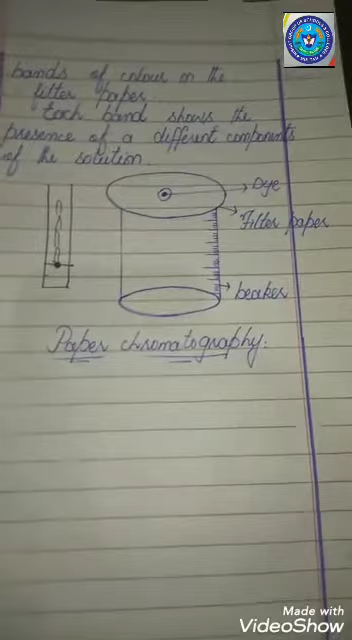 bands of colour on the
filter paper.
Each band shows the
presence of a different components
of the solution.
Dye
Filter paper
beaker
Paper chromatography.
Made with
VideoShow